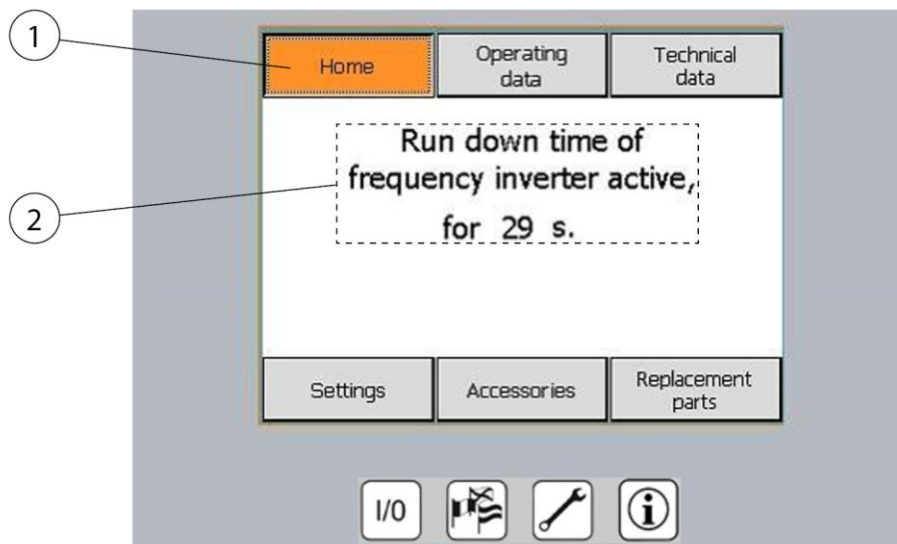 1
Home
Operating
data
Technical
data
Run down time of
frequency inverter active,
for 29 s.
2
Settings
Accessories
Replacement
parts
I/0
i